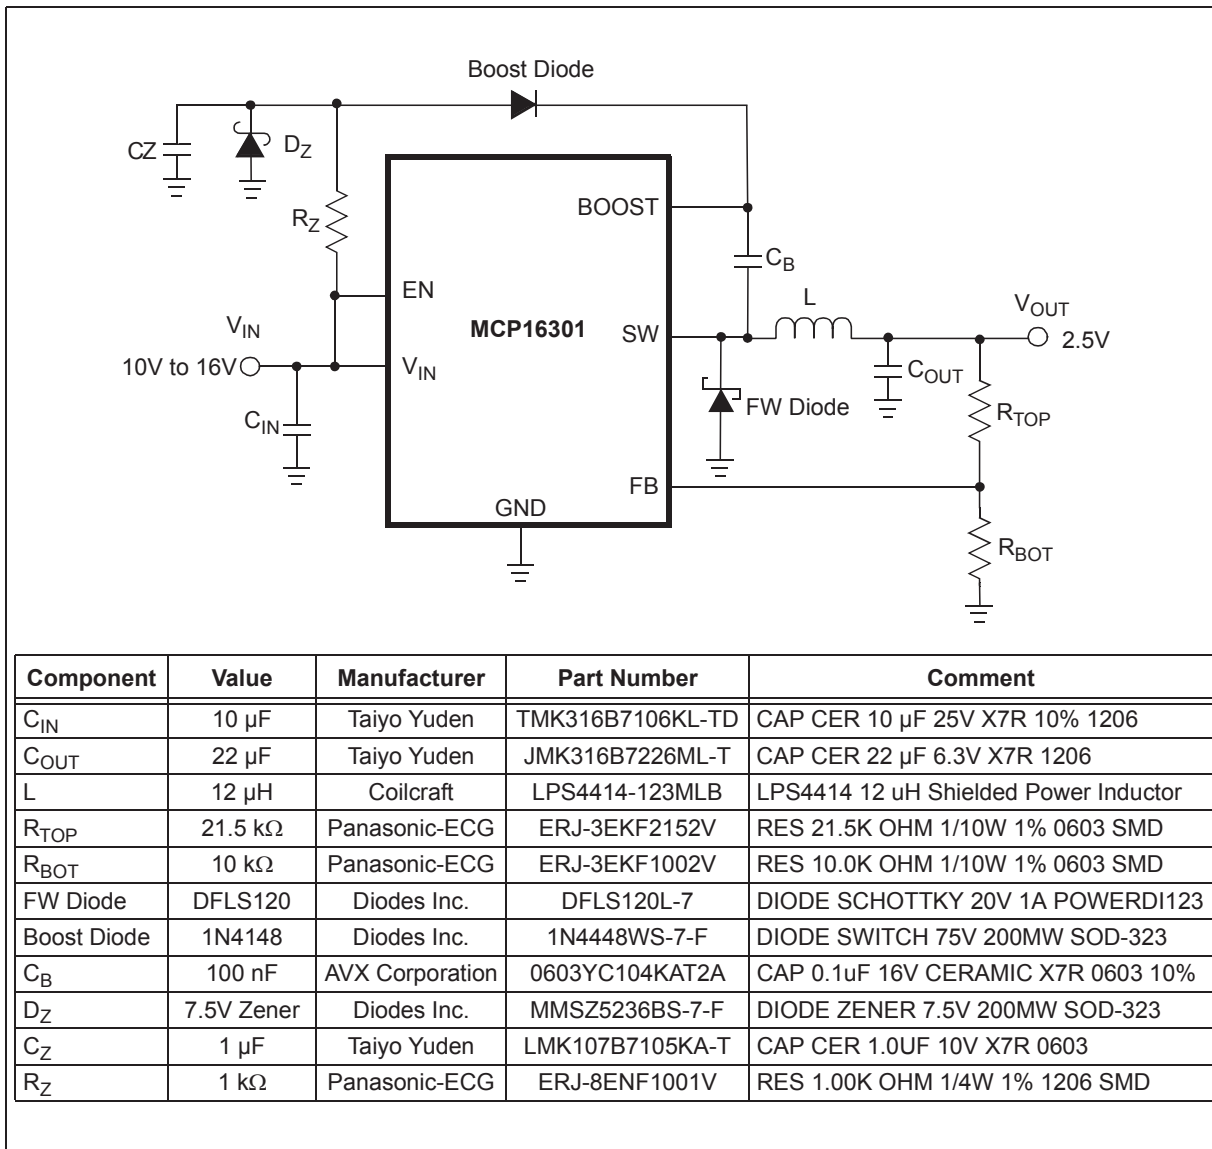 Boost Diode
CZ
DZ
RZ
BOOST
CB
EN
L
VOUT
VIN
MCP16301
SW
2.5V
10V to 16V
VIN
COUT
FW Diode
RTOP
CIN
FB
GND
RBOT
Component Value Manufacturer Part Number Comment
CIN 10 µF Taiyo Yuden TMK316B7106KL-TD CAP CER 10 µF 25V X7R 10% 1206
COUT 22 µF Taiyo Yuden JMK316B7226ML-T CAP CER 22 µF 6.3V X7R 1206
L 12 µH Coilcraft LPS4414-123MLB LPS4414 12 uH Shielded Power Inductor
RTOP 21.5 kΩ Panasonic-ECG ERJ-3EKF2152V RES 21.5K OHM 1/10W 1% 0603 SMD
RBOT 10 kΩ Panasonic-ECG ERJ-3EKF1002V RES 10.0K OHM 1/10W 1% 0603 SMD
FW Diode DFLS120 Diodes Inc. DFLS120L-7 DIODE SCHOTTKY 20V 1A POWERDI123
Boost Diode 1N4148 Diodes Inc. 1N4448WS-7-F DIODE SWITCH 75V 200MW SOD-323
CB 100 nF AVX Corporation 0603YC104KAT2A CAP 0.1uF 16V CERAMIC X7R 0603 10%
DZ 7.5V Zener Diodes Inc. MMSZ5236BS-7-F DIODE ZENER 7.5V 200MW SOD-323
CZ 1 µF Taiyo Yuden LMK107B7105KA-T CAP CER 1.0UF 10V X7R 0603
RZ 1 kΩ Panasonic-ECG ERJ-8ENF1001V RES 1.00K OHM 1/4W 1% 1206 SMD